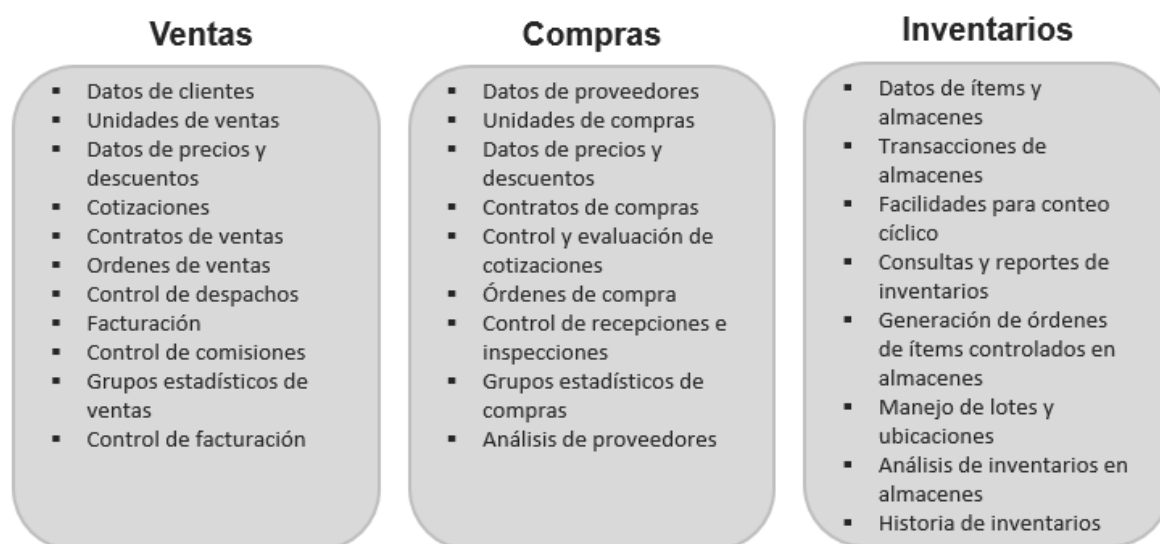 Ventas
▪ Datos de clientes
▪ Unidades de ventas
▪ Datos de precios y
descuentos
▪ Cotizaciones
▪ Contratos de ventas
▪ Ordenes de ventas
▪ Control de despachos
▪ Facturación
▪ Control de comisiones
▪ Grupos estadísticos de
ventas
▪ Control de facturación
Compras
▪ Datos de proveedores
▪ Unidades de compras
▪ Datos de precios y
descuentos
▪ Contratos de compras
▪ Control y evaluación de
cotizaciones
▪ Órdenes de compra
▪ Control de recepciones e
inspecciones
▪ Grupos estadísticos de
compras
▪ Análisis de proveedores
Inventarios
▪ Datos de ítems y
almacenes
▪ Transacciones de
almacenes
▪ Facilidades para conteo
cíclico
▪ Consultas y reportes de
inventarios
▪ Generación de órdenes
de ítems controlados en
almacenes
▪ Manejo de lotes y
ubicaciones
▪ Análisis de inventarios en
almacenes
▪ Historia de inventarios